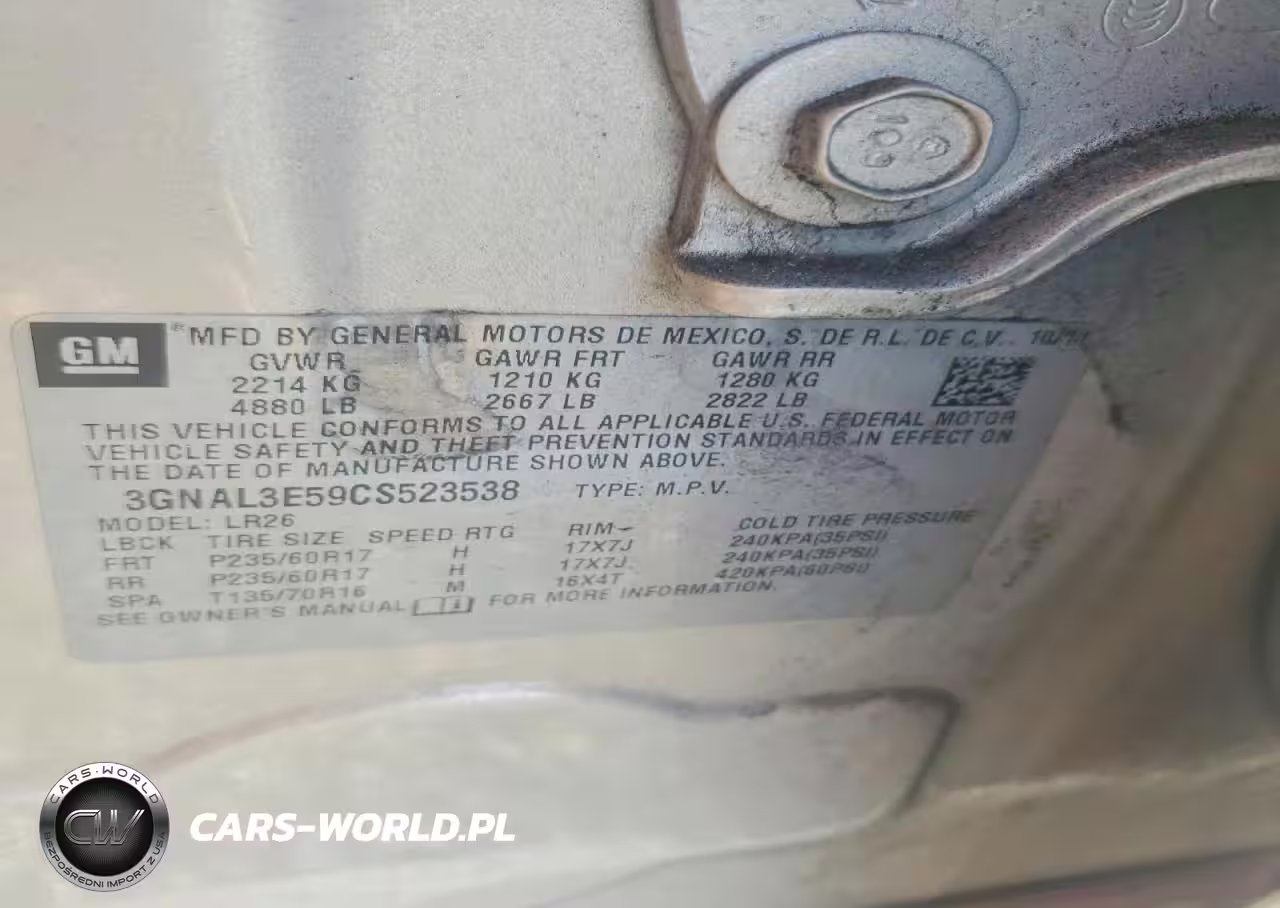 GM
® MFD BY GENERAL MOTORS DE MEXICO, S. DE R.L. DE C.V.
GVWR GAWR FRT GAWR RR
2214 KG 1210 KG 1280 KG
4880 LB 2667 LB 2822 LB
THIS VEHICLE CONFORMS TO ALL APPLICABLE U.S. FEDERAL MOTOR
VEHICLE SAFETY AND THEFT PREVENTION STANDARDS IN EFFECT ON
THE DATE OF MANUFACTURE SHOWN ABOVE.
3GNAL3E59CS523538 TYPE: M.P.V.
MODEL: LR26
LBCK TIRE SIZE SPEED RTG RIM COLD TIRE PRESSURE
FRT P235/60R17 H 17X7J 240KPA(35PSI)
RR P235/60R17 H 17X7J 240KPA(35PSI)
SPA T135/70R16 M 16X4T 420KPA(60PSI)
SEE OWNER'S MANUAL FOR MORE INFORMATION.
CARS-WORLD
CW
BEZPOŚREDNI IMPORT Z USA
CARS-WORLD.PL